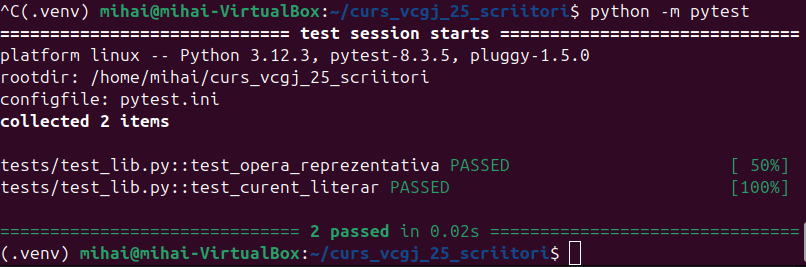 ^C(.venv) mihai@mihai-VirtualBox:~/curs_vcgj_25_scriitori$ python -m pytest
============================= test session starts ==============================
platform linux -- Python 3.12.3, pytest-8.3.5, pluggy-1.5.0
rootdir: /home/mihai/curs_vcgj_25_scriitori
configfile: pytest.ini
collected 2 items
tests/test_lib.py::test_opera_reprezentativa PASSED                      [ 50%]
tests/test_lib.py::test_curent_literar PASSED                            [100%]
============================== 2 passed in 0.02s ===============================
(.venv) mihai@mihai-VirtualBox:~/curs_vcgj_25_scriitori$